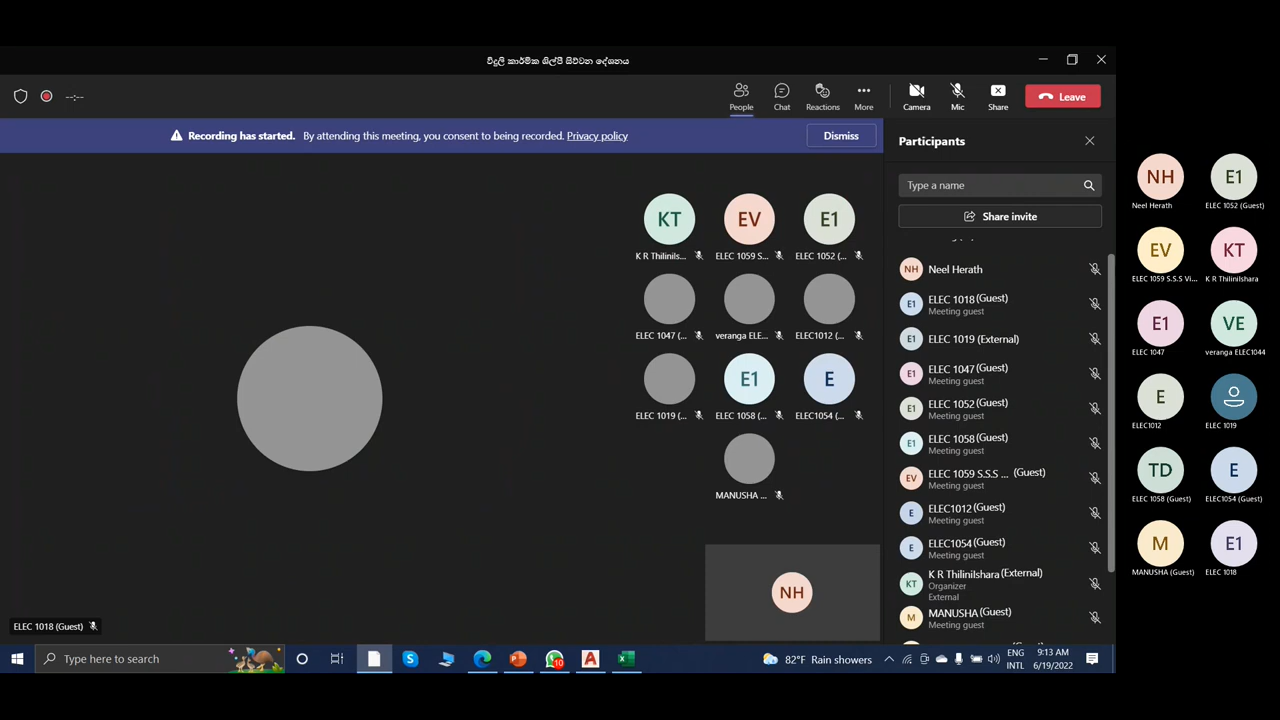 විදුලි කාර්මික ශිල්පී සිව්වන දේශනය
--:--
People
Chat
Reactions
More
Camera
Mic
Share
Leave
Recording has started. By attending this meeting, you consent to being recorded. Privacy policy
Dismiss
KT
EV
E1
K R Thilinils...
ELEC 1059 S...
ELEC 1052 (...
ELEC 1047 (...
veranga ELE...
ELEC1012 (...
E1
E
ELEC 1019 (...
ELEC 1058 (...
ELEC1054 (...
MANUSHA ...
NH
ELEC 1018 (Guest)
Participants
Type a name
Share invite
NH Neel Herath
E1 ELEC 1018 (Guest)
Meeting guest
E1 ELEC 1019 (External)
E1 ELEC 1047 (Guest)
Meeting guest
E1 ELEC 1052 (Guest)
Meeting guest
E1 ELEC 1058 (Guest)
Meeting guest
EV ELEC 1059 S.S.S ... (Guest)
Meeting guest
E ELEC1012 (Guest)
Meeting guest
E ELEC1054 (Guest)
Meeting guest
KT K R Thilinilshara (External)
Organizer
External
M MANUSHA (Guest)
Meeting guest
NH
E1
Neel Herath
ELEC 1052 (Guest)
EV
KT
ELEC 1059 S.S.S Vi...
K R Thilinilshara
E1
VE
ELEC 1047
veranga ELEC1044
E
ELEC1012
ELEC 1019
TD
E
ELEC 1058 (Guest)
ELEC1054 (Guest)
M
E1
MANUSHA (Guest)
ELEC 1018
Type here to search
10
82°F Rain showers
ENG
INTL
9:13 AM
6/19/2022